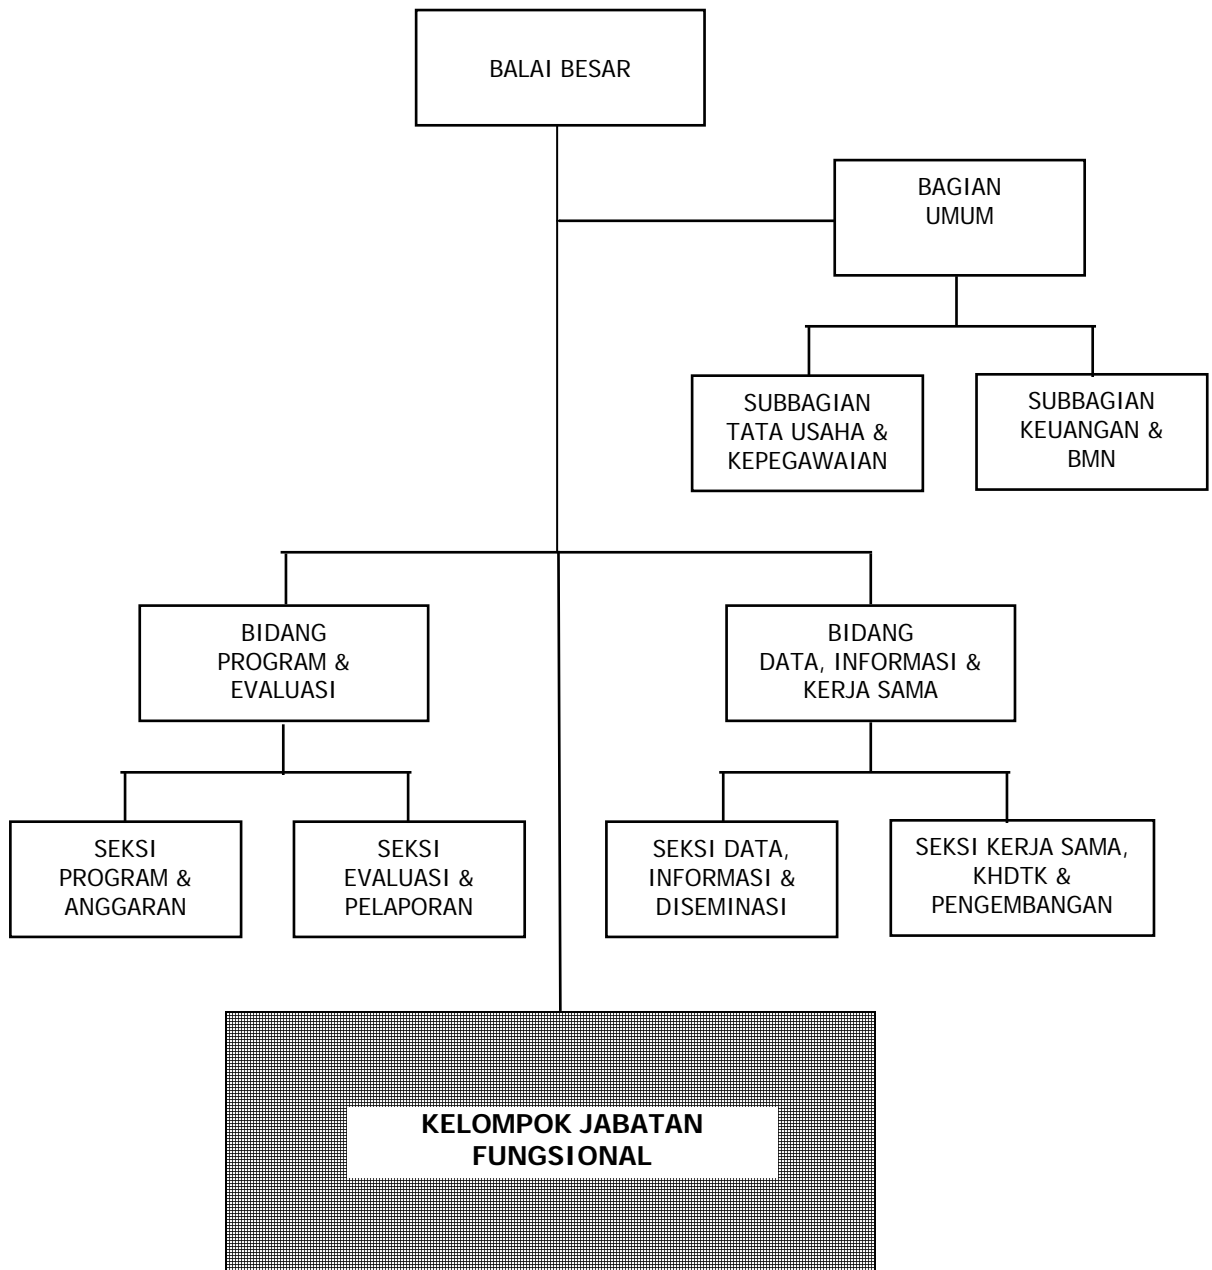 BALAI BESAR
BAGIAN
UMUM
SUBBAGIAN
TATA USAHA &
KEPEGAWAIAN
SUBBAGIAN
KEUANGAN &
BMN
BIDANG
PROGRAM &
EVALUASI
BIDANG
DATA, INFORMASI &
KERJA SAMA
SEKSI
PROGRAM &
ANGGARAN
SEKSI
EVALUASI &
PELAPORAN
SEKSI DATA,
INFORMASI &
DISEMINASI
SEKSI KERJA SAMA,
KHDTK &
PENGEMBANGAN
KELOMPOK JABATAN
FUNGSIONAL